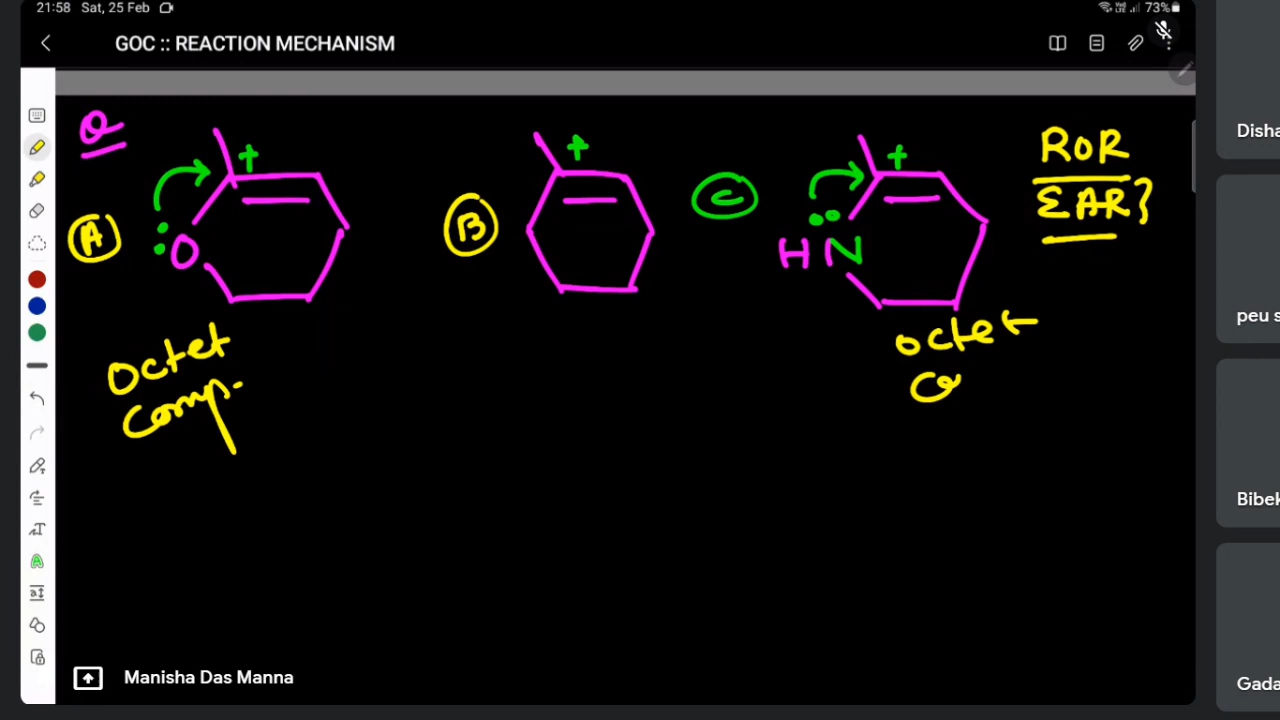 21:58 Sat, 25 Feb
73%
GOC :: REACTION MECHANISM
Q
A
:O
+
B
+
C
+
HN
ROR
EAR?
Octet
Comp.
Octet
Co
Manisha Das Manna
Disha
peu s
Bibek
Gada